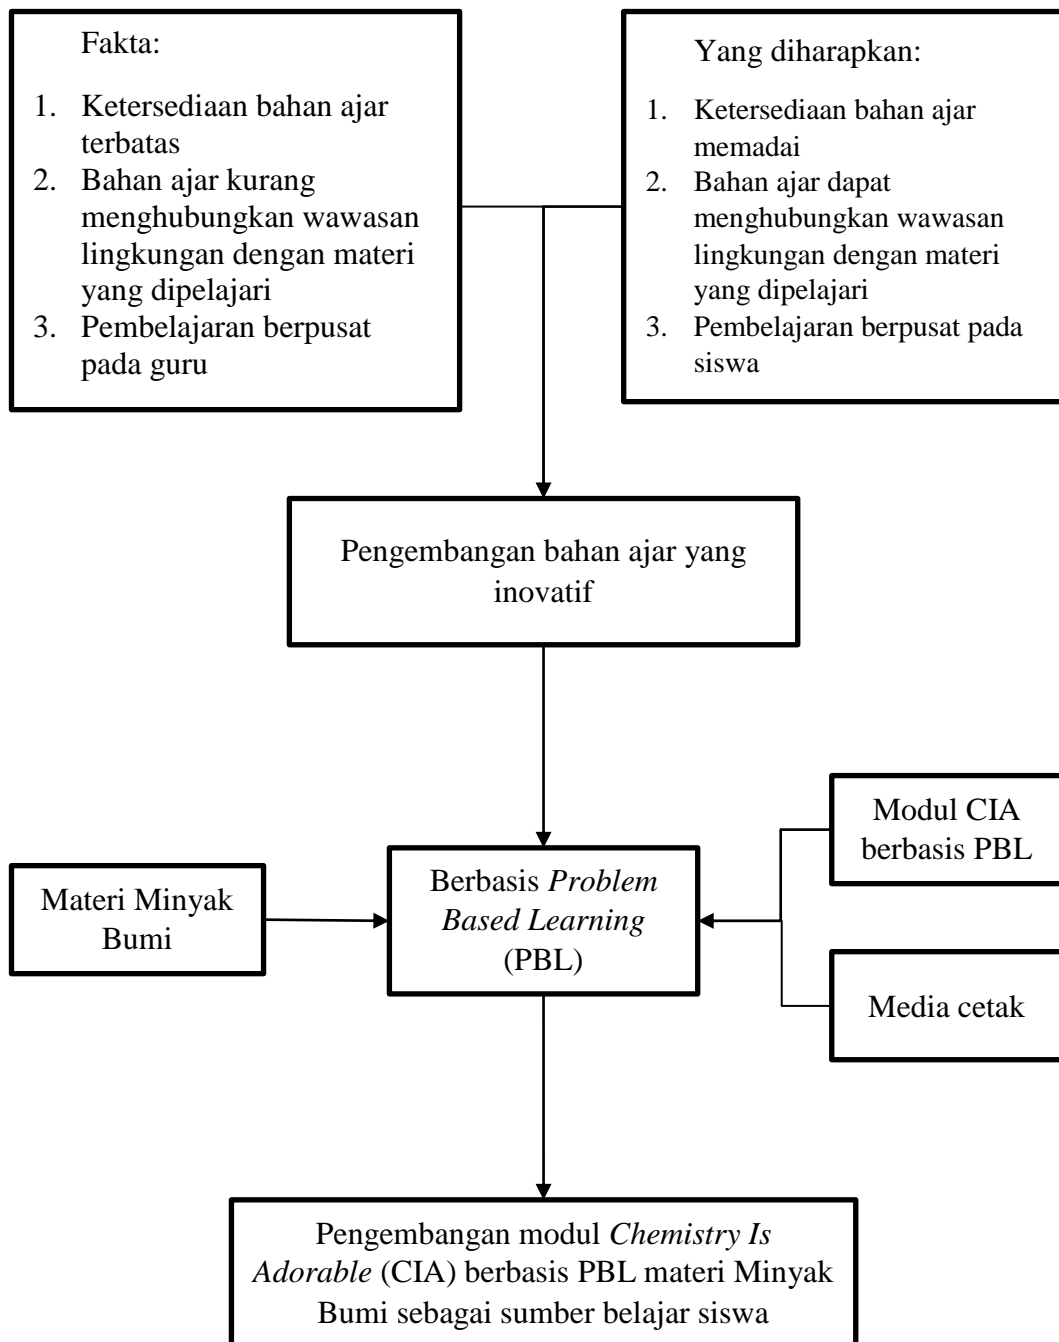 Fakta:
1. Ketersediaan bahan ajar
terbatas
2. Bahan ajar kurang
menghubungkan wawasan
lingkungan dengan materi
yang dipelajari
3. Pembelajaran berpusat
pada guru
Yang diharapkan:
1. Ketersediaan bahan ajar
memadai
2. Bahan ajar dapat
menghubungkan wawasan
lingkungan dengan materi
yang dipelajari
3. Pembelajaran berpusat pada
siswa
Pengembangan bahan ajar yang
inovatif
Modul CIA
berbasis PBL
Materi Minyak
Bumi
Berbasis Problem
Based Learning
(PBL)
Media cetak
Pengembangan modul Chemistry Is
Adorable (CIA) berbasis PBL materi Minyak
Bumi sebagai sumber belajar siswa